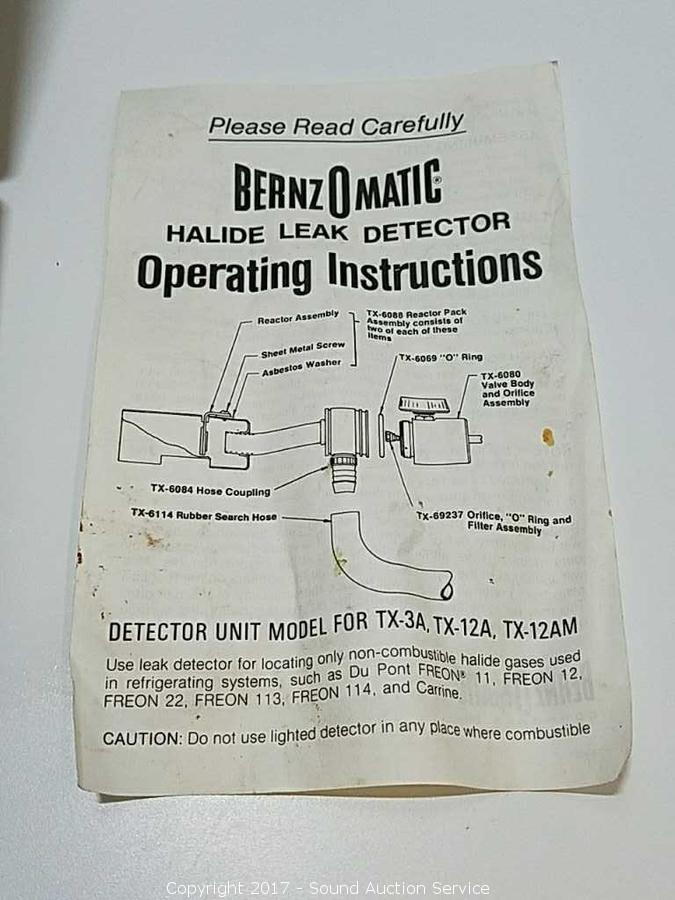 Please Read Carefully
BERNZOMATIC®
HALIDE LEAK DETECTOR
Operating Instructions
Reactor Assembly
TX-6088 Reactor Pack
Assembly consists of
two of each of these
items
Sheet Metal Screw
Asbestos Washer
TX-6069 "O" Ring
TX-6080
Valve Body
and Orifice
Assembly
TX-6084 Hose Coupling
TX-6114 Rubber Search Hose
TX-69237 Orifice, "O" Ring and
Filter Assembly
DETECTOR UNIT MODEL FOR TX-3A, TX-12A, TX-12AM
Use leak detector for locating only non-combustible halide gases used
in refrigerating systems, such as Du Pont FREON® 11, FREON 12,
FREON 22, FREON 113, FREON 114, and Carrine.
CAUTION: Do not use lighted detector in any place where combustible
Copyright 2017 - Sound Auction Service